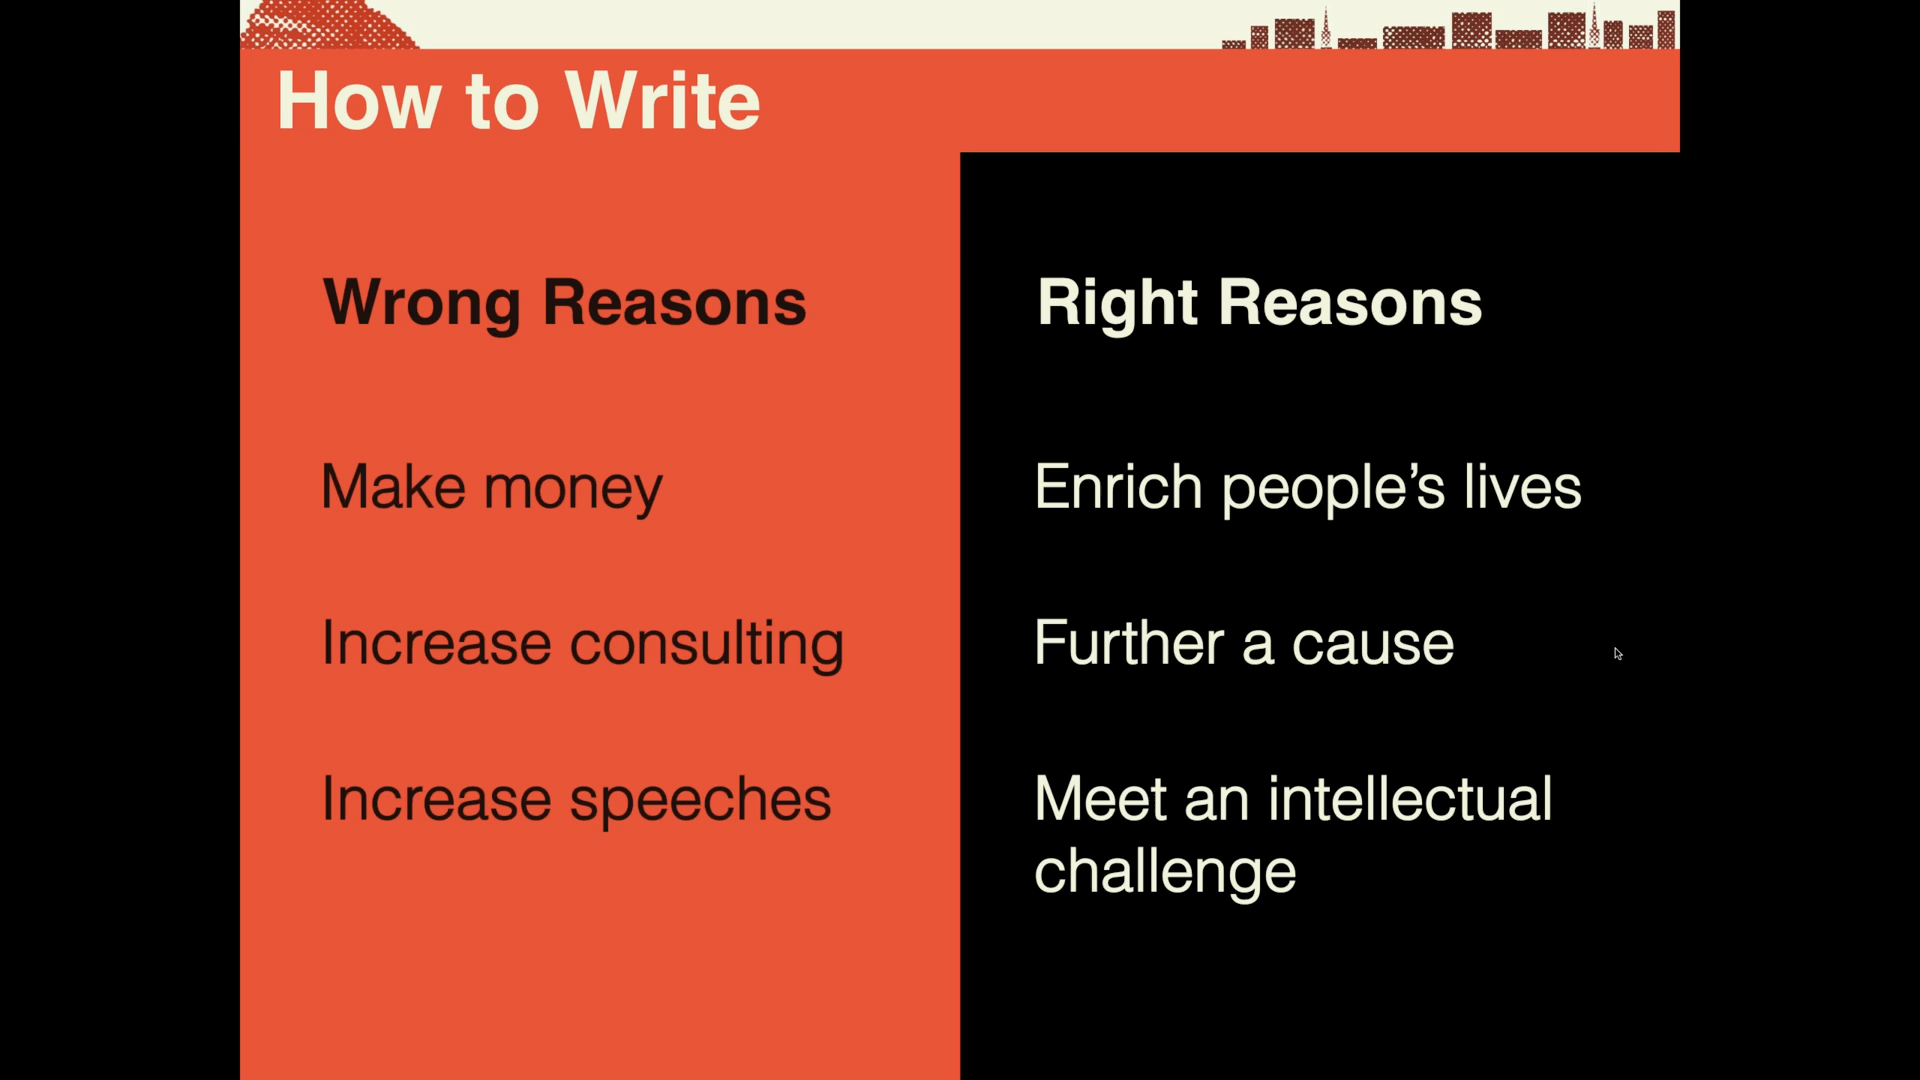 How to Write
Wrong Reasons
Make money
Increase consulting
Increase speeches
Right Reasons
Enrich people’s lives
Further a cause
Meet an intellectual
challenge